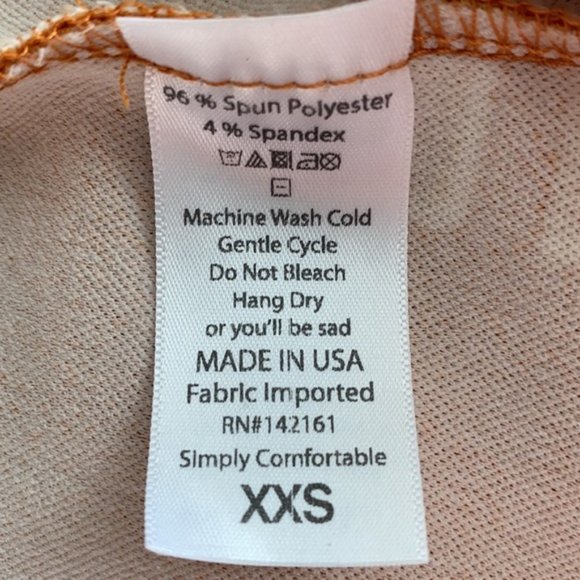 96 % Spun Polyester
4 % Spandex
Machine Wash Cold
Gentle Cycle
Do Not Bleach
Hang Dry
or you'll be sad
MADE IN USA
Fabric Imported
RN#142161
Simply Comfortable
XXS